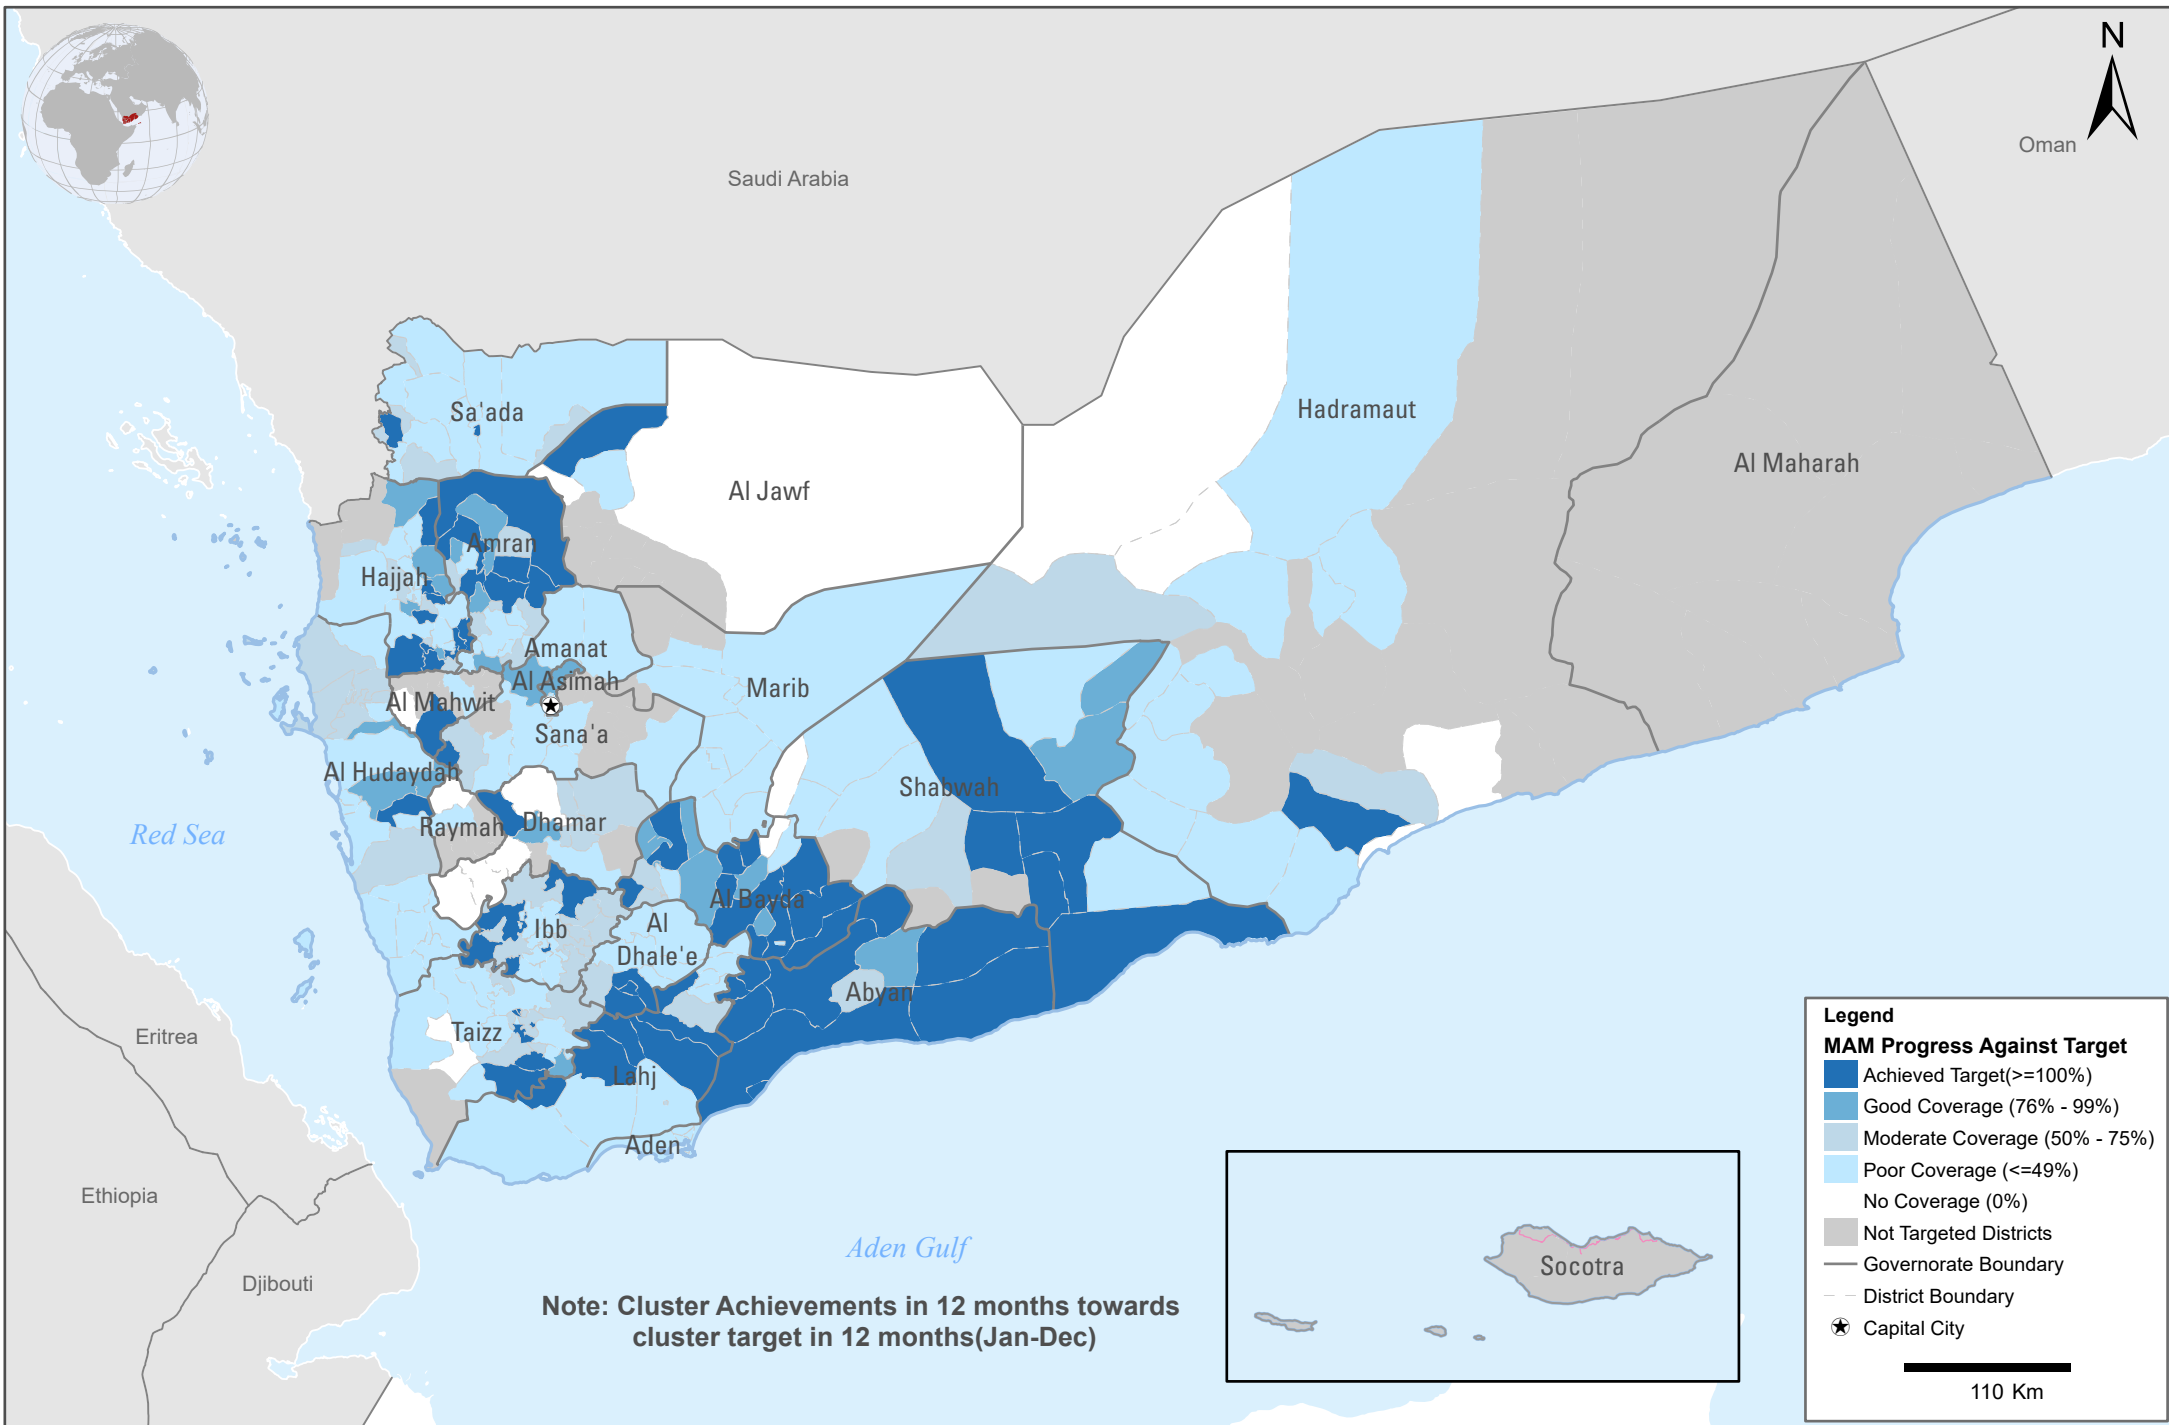 N
Oman
Saudi Arabia
Hadramaut
Sa'ada
Al Maharah
Al Jawf
Amran
Hajjah
Amanat
Al Asimah
Marib
Al Mahwit
Sana'a
Al Hudaydah
Shabwah
Red Sea
Raymah
Dhamar
Al Bayda
Ibb
Al
Dhale'e
Abyan
Taizz
Eritrea
Lahj
Aden
Ethiopia
Aden Gulf
Djibouti
Socotra
Note: Cluster Achievements in 12 months towards
cluster target in 12 months(Jan-Dec)
Legend
MAM Progress Against Target
Achieved Target(>=100%)
Good Coverage (76% - 99%)
Moderate Coverage (50% - 75%)
Poor Coverage (<=49%)
No Coverage (0%)
Not Targeted Districts
Governorate Boundary
District Boundary
Capital City
110 Km